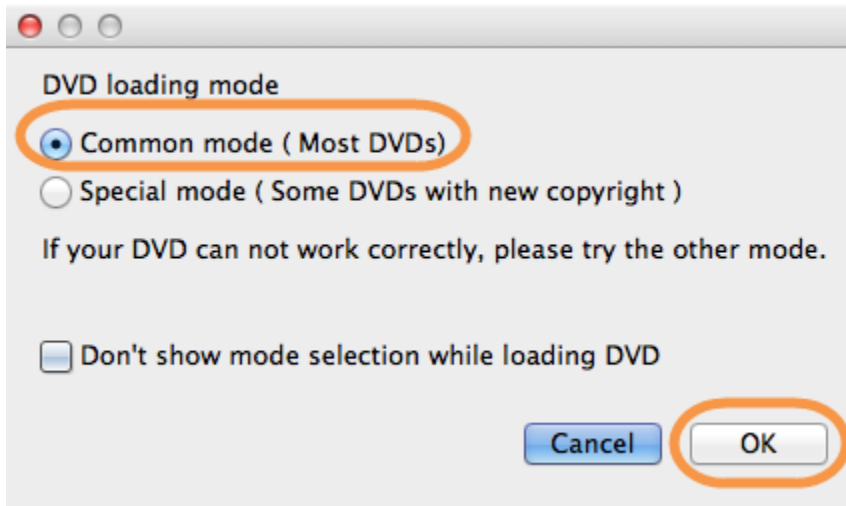 DVD loading mode
Common mode ( Most DVDs)
Special mode ( Some DVDs with new copyright )
If your DVD can not work correctly, please try the other mode.
Don't show mode selection while loading DVD
Cancel OK